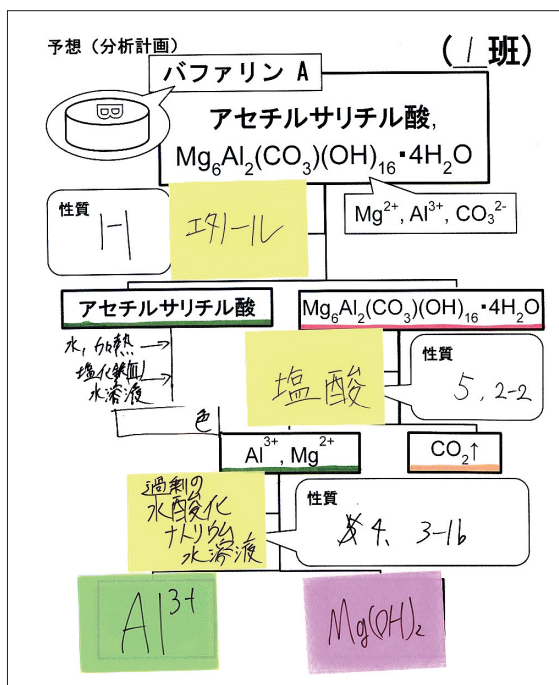 予想（分析計画）
（1班）
バファリン A
アセチルサリチル酸,
Mg₆Al₂(CO₃)(OH)₁₆・4H₂O
Mg²⁺, Al³⁺, CO₃²⁻
性質
1-1
エタノール
アセチルサリチル酸
Mg₆Al₂(CO₃)(OH)₁₆・4H₂O
水, 加熱→
塩化鉄(Ⅲ)→
水溶液
色
塩酸
性質
5, 2-2
Al³⁺, Mg²⁺
CO₂↑
過剰の
水酸化
ナトリウム
水溶液
性質
4、3-1b
Al³⁺
Mg(OH)₂